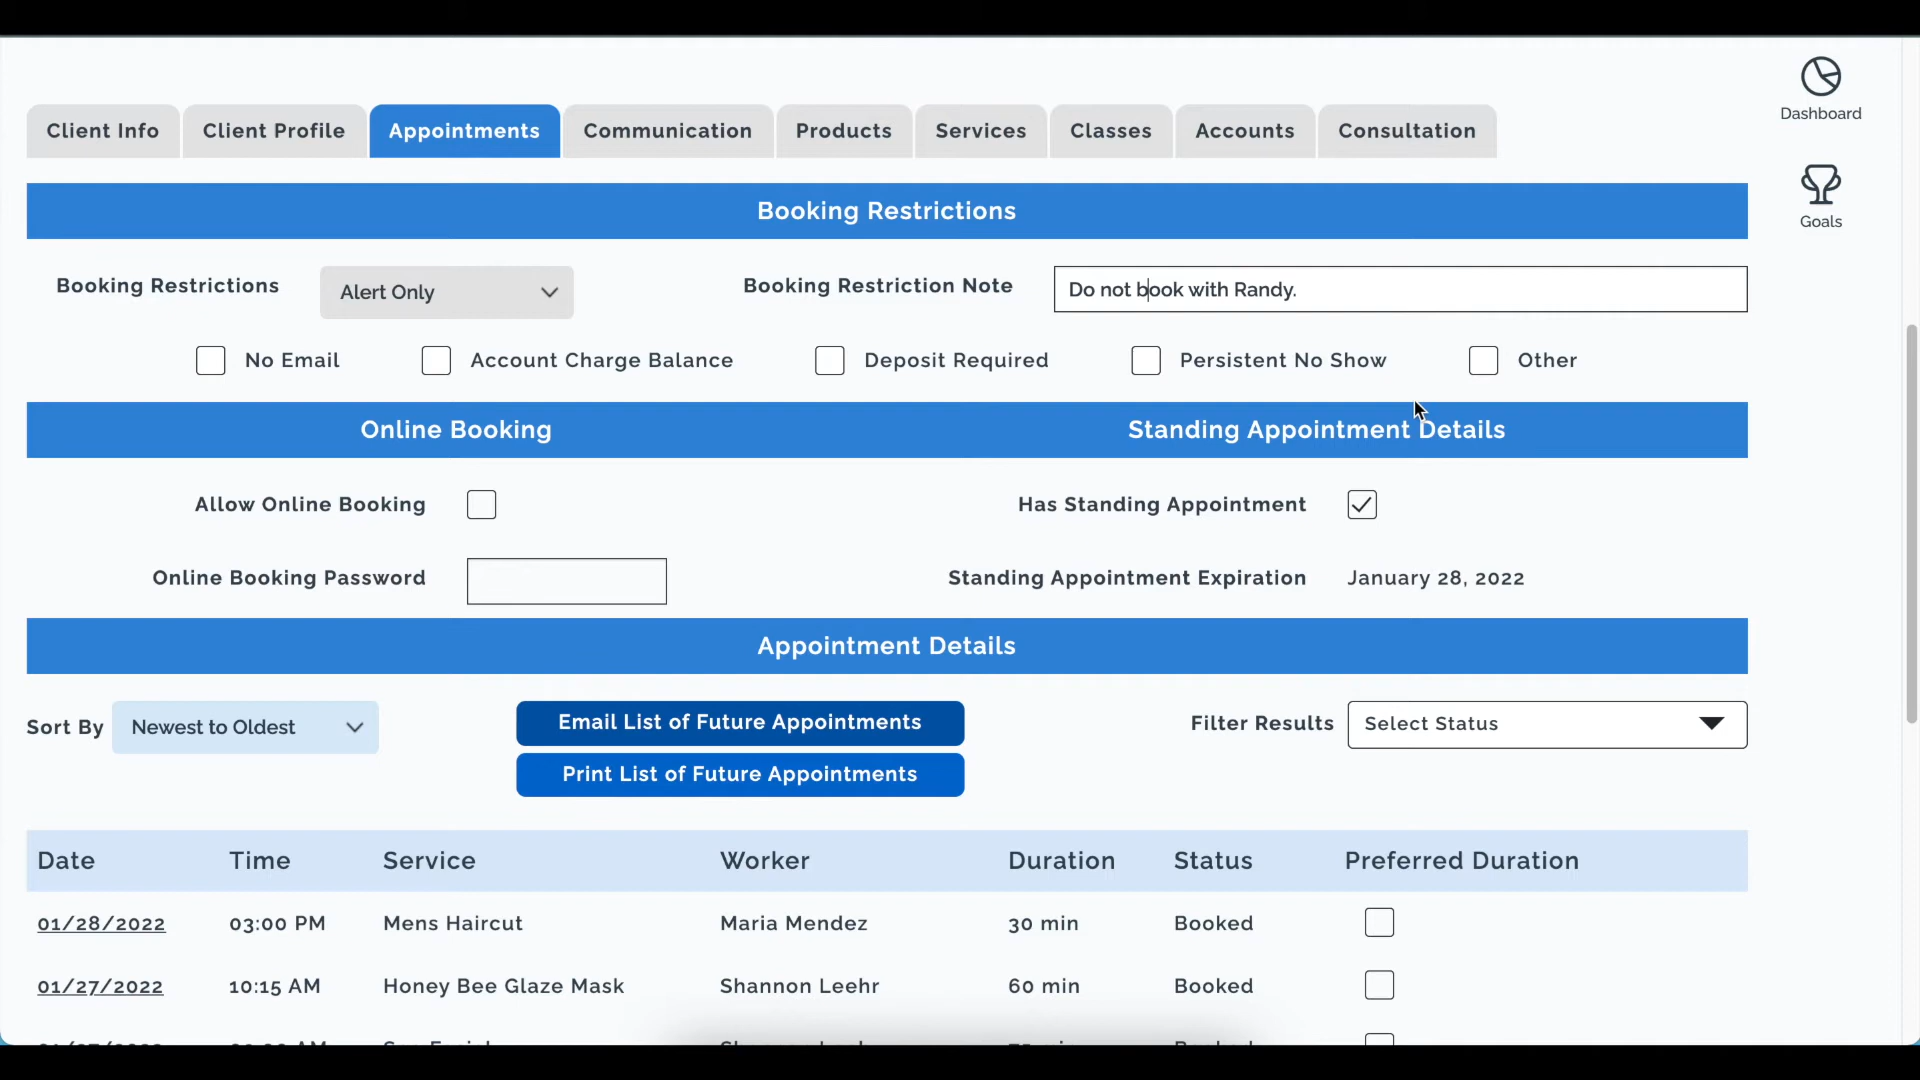 Dashboard
Client Info Client Profile Appointments Communication Products Services Classes Accounts Consultation
Goals
Booking Restrictions
Booking Restrictions Alert Only Booking Restriction Note Do not book with Randy.
No Email Account Charge Balance Deposit Required Persistent No Show Other
Online Booking Standing Appointment Details
Allow Online Booking Has Standing Appointment
Online Booking Password Standing Appointment Expiration January 28, 2022
Appointment Details
Sort By Newest to Oldest Email List of Future Appointments Filter Results Select Status
Print List of Future Appointments
Date Time Service Worker Duration Status Preferred Duration
01/28/2022 03:00 PM Mens Haircut Maria Mendez 30 min Booked
01/27/2022 10:15 AM Honey Bee Glaze Mask Shannon Leehr 60 min Booked